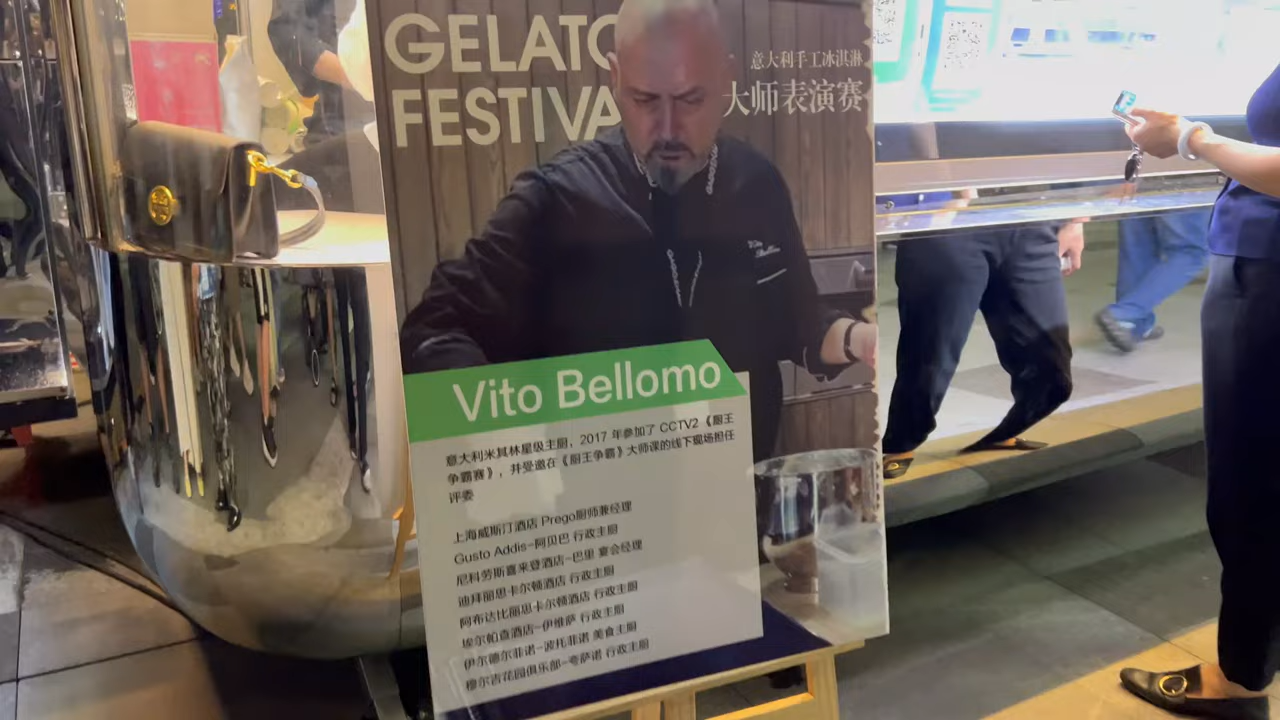 GELATO
FESTIVA
意大利手工冰淇淋
大师表演赛
Vito
Bellomo
Vito Bellomo
意大利米其林星级主厨，2017 年参加了 CCTV2《厨王
争霸赛》，并受邀在《厨王争霸》大师课的线下现场担任
评委
上海威斯汀酒店 Prego厨师兼经理
Gusto Addis-阿贝巴 行政主厨
尼科劳斯喜来登酒店-巴里 宴会经理
迪拜丽思卡尔顿酒店 行政主厨
阿布达比丽思卡尔顿酒店 行政主厨
埃尔帕查酒店-伊维萨 行政主厨
伊尔德尔菲诺-波托菲诺 美食主厨
穆尔吉花园俱乐部-夸萨诺 行政主厨